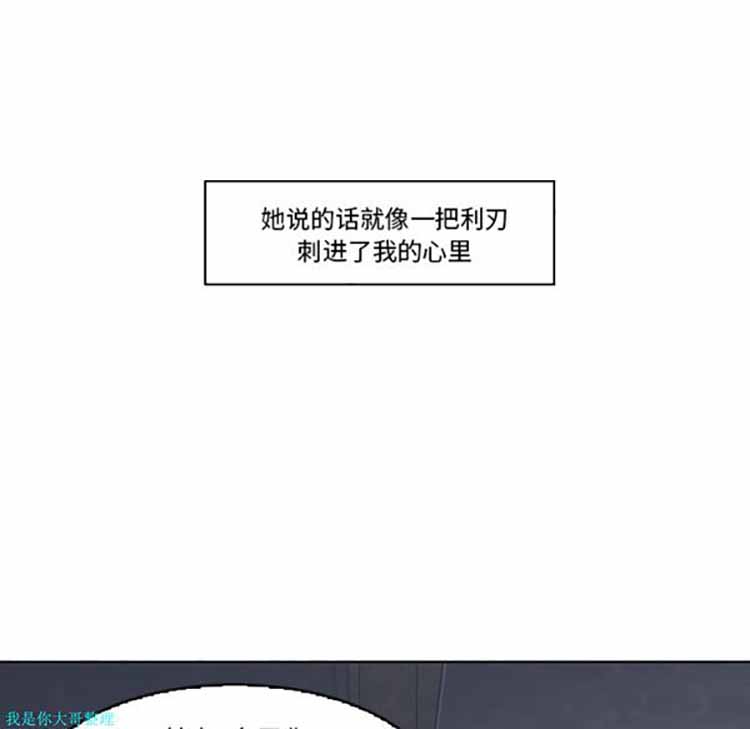 她说的话就像一把利刃
刺进了我的心里
我是你大哥整理